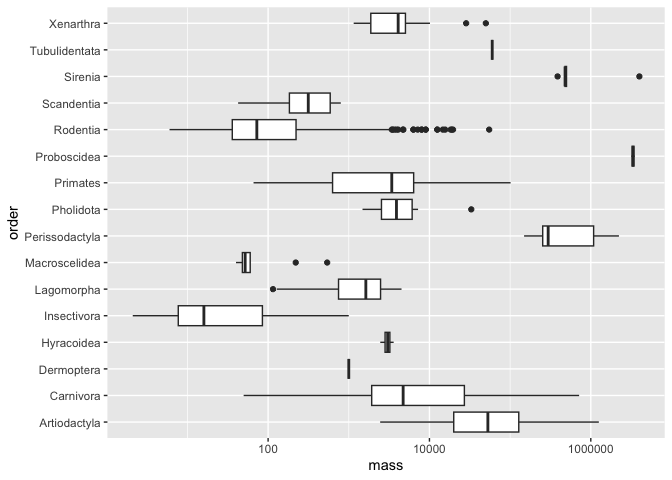 Xenarthra
Tubulidentata
Sirenia
Scandentia
Rodentia
Proboscidea
Primates
Pholidota
Perissodactyla
Macroscelidea
Lagomorpha
Insectivora
Hyracoidea
Dermoptera
Carnivora
Artiodactyla
order
100
10000
1000000
mass